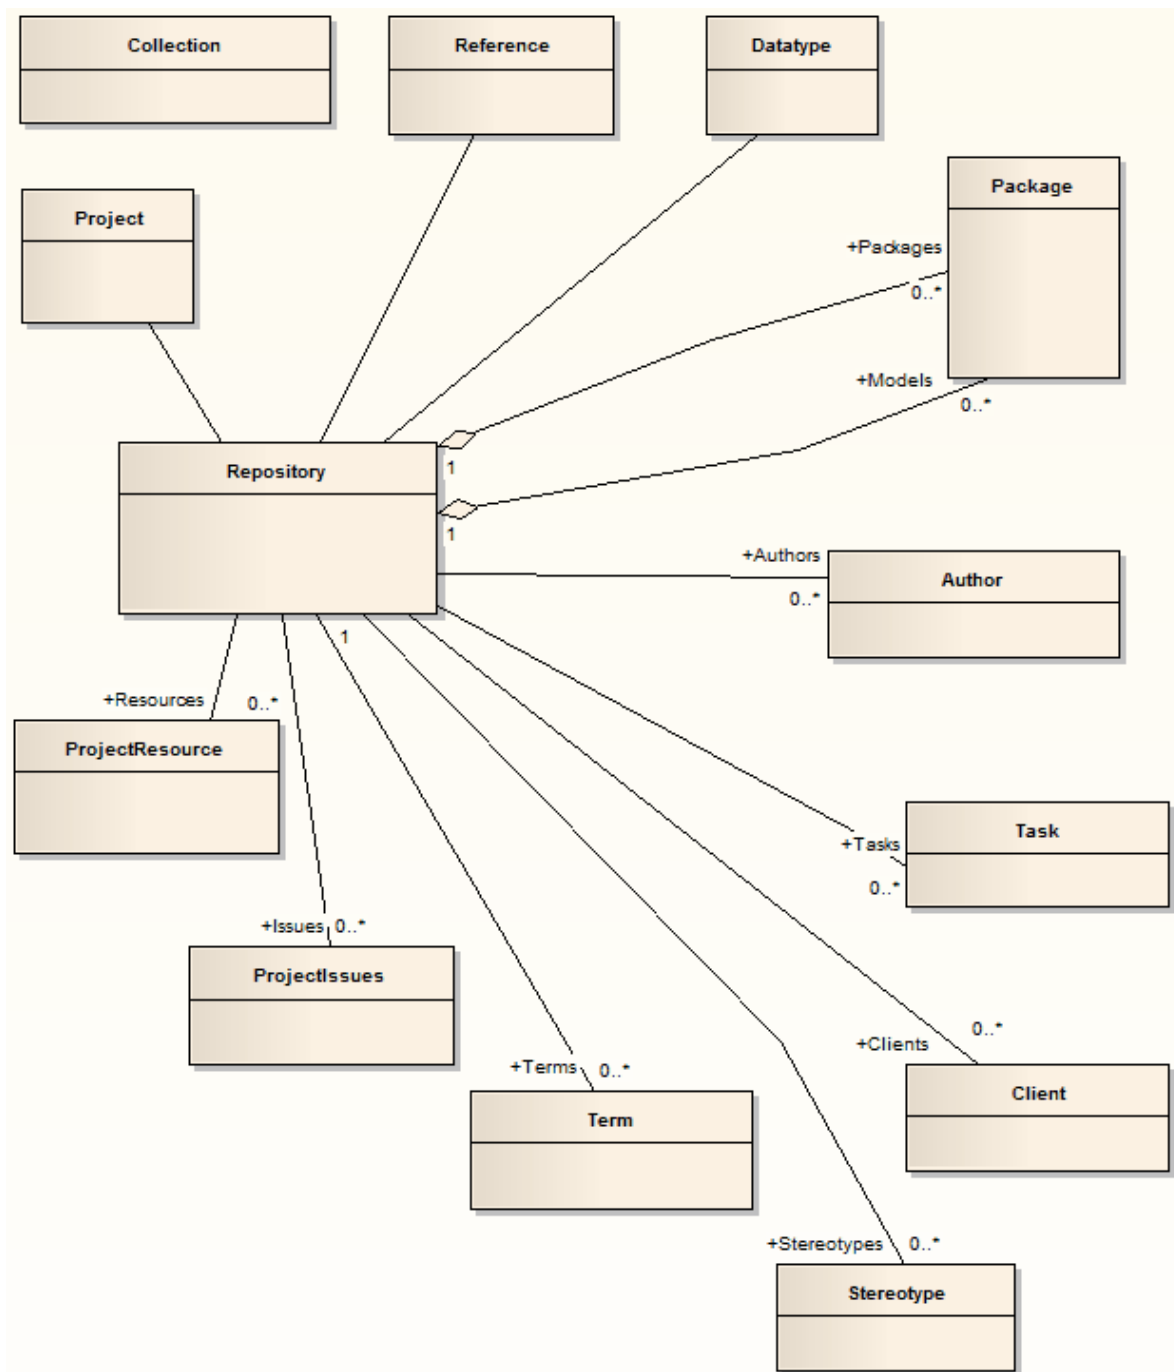 Collection
Reference
Datatype
Package
Project
+Packages
0..*
+Models
0..*
Repository
1
1
+Authors
Author
0..*
1
+Resources
0..*
ProjectResource
Task
+Tasks
0..*
+Issues
0..*
ProjectIssues
0..*
+Clients
+Terms
0..*
Client
Term
+Stereotypes
0..*
Stereotype